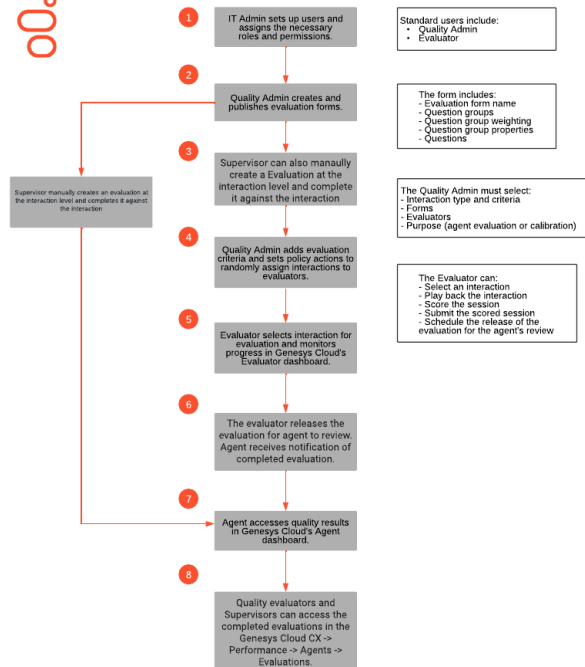 1
IT Admin sets up users and
assigns the necessary
roles and permissions.
Standard users include:
• Quality Admin
• Evaluator
2
Quality Admin creates and
publishes evaluation forms.
The form includes:
- Evaluation form name
- Question groups
- Question group weighting
- Question group properties
- Questions
3
Supervisor can also manaully
create a Evaluation at the
interaction level and complete
it against the interaction
Supervisor manually creates an evaluation at
the interaction level and completes it against
the interaction
The Quality Admin must select:
- Interaction type and criteria
- Forms
- Evaluators
- Purpose (agent evaluation or calibration)
4
Quality Admin adds evaluation
criteria and sets policy actions to
randomly assign interactions to
evaluators.
The Evaluator can:
- Select an interaction
- Play back the interaction
- Score the session
- Submit the scored session
- Schedule the release of the
evaluation for the agent's review
5
Evaluator selects interaction for
evaluation and monitors
progress in Genesys Cloud's
Evaluator dashboard.
6
The evaluator releases the
evaluation for agent to review.
Agent receives notification of
completed evaluation.
7
Agent accesses quality results
in Genesys Cloud's Agent
dashboard.
8
Quality evaluators and
Supervisors can access the
completed evaluations in the
Genesys Cloud CX ->
Performance -> Agents ->
Evaluations.